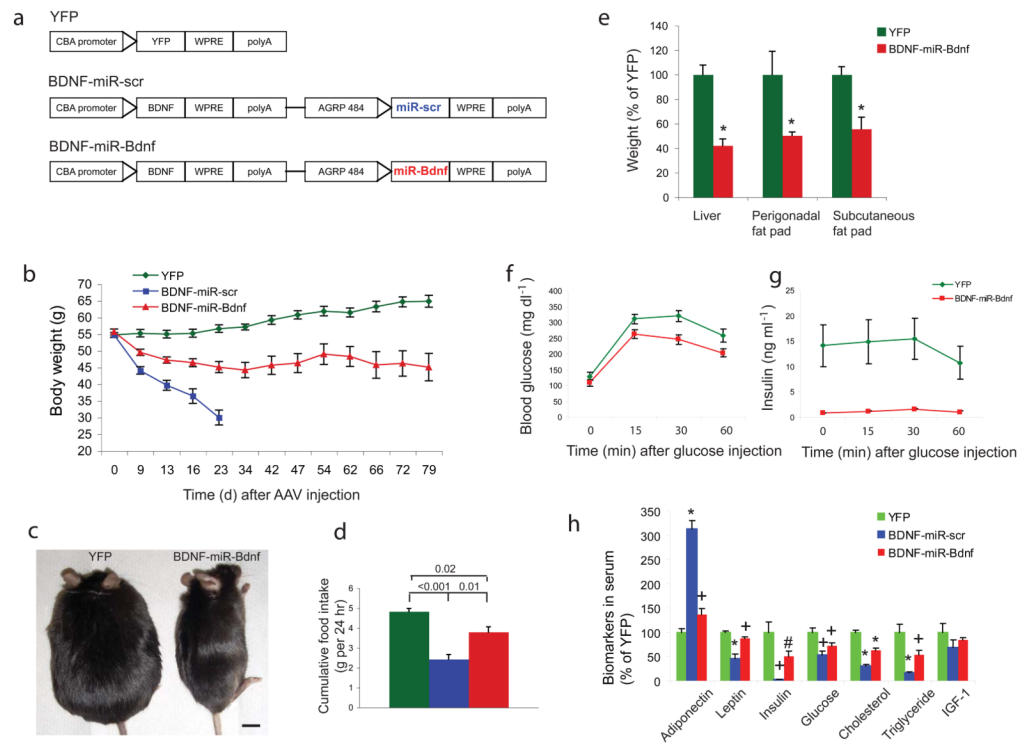 a
YFP
CBA promoter YFP WPRE polyA
BDNF-miR-scr
CBA promoter BDNF WPRE polyA AGRP 484 miR-scr WPRE polyA
BDNF-miR-Bdnf
CBA promoter BDNF WPRE polyA AGRP 484 miR-Bdnf WPRE polyA
b
YFP
BDNF-miR-scr
BDNF-miR-Bdnf
Body weight (g)
70
65
60
55
50
45
40
35
30
25
20
0 9 13 16 23 34 42 47 54 62 66 72 79
Time (d) after AAV injection
c
YFP BDNF-miR-Bdnf
d
Cumulative food intake
(g per 24 hr)
0.02
<0.001 0.01
6
5
4
3
2
1
0
e
YFP
BDNF-miR-Bdnf
Weight (% of YFP)
140
120
100
80
60
40
20
0
* * *
Liver Perigonadal Subcutaneous
fat pad fat pad
f
Blood glucose (mg dl-1)
400
350
300
250
200
150
100
50
0
0 15 30 60
Time (min) after glucose injection
g
YFP
BDNF-miR-Bdnf
Insulin (ng ml-1)
25
20
15
10
5
0
0 15 30 60
Time (min) after glucose injection
h
YFP
BDNF-miR-scr
BDNF-miR-Bdnf
Biomarkers in serum
(% of YFP)
350
300
250
200
150
100
50
0
* + * + + # + + * * * +
Adiponectin
Leptin
Insulin
Glucose
Cholesterol
Triglyceride
IGF-1